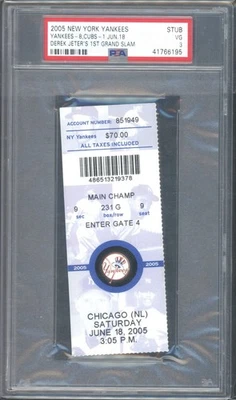 2005 NEW YORK YANKEES STUB
YANKEES - 8, CUBS - 1 JUN.18 VG
DEREK JETER'S 1ST GRAND SLAM 3
PSA 41766195
ACCOUNT NUMBER: 851949
NY Yankees $70.00
ALL TAXES INCLUDED
486513219378
MAIN CHAMP.
9 231 G 9
sec. box/row seat
ENTER GATE 4
2005 Yankees 2005
CHICAGO (NL)
SATURDAY
JUNE 18, 2005
3:05 P.M.